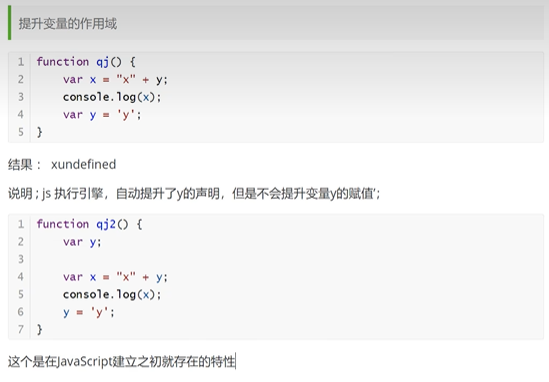 提升变量的作用域
1 function qj() {
2     var x = "x" + y;
3     console.log(x);
4     var y = 'y';
5 }
结果： xundefined
说明 ; js 执行引擎，自动提升了y的声明，但是不会提升变量y的赋值’;
1 function qj2() {
2     var y;
3
4     var x = "x" + y;
5     console.log(x);
6     y = 'y';
7 }
这个是在JavaScript建立之初就存在的特性